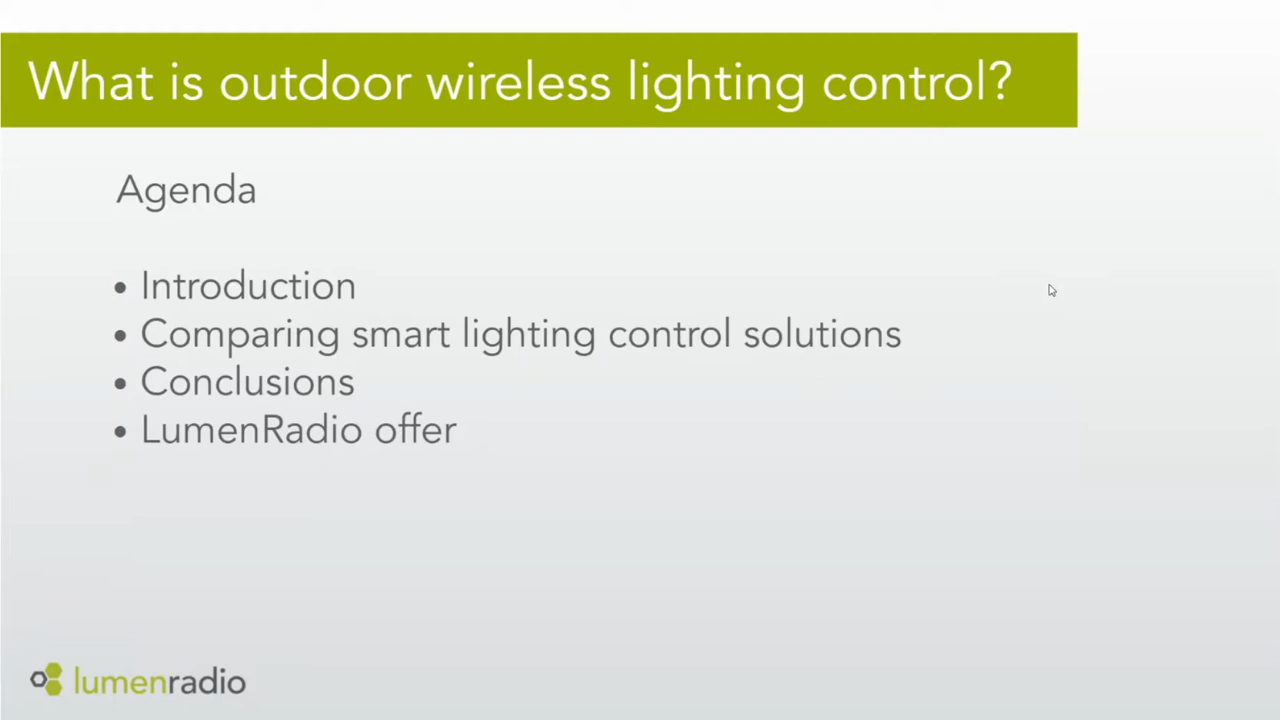 What is outdoor wireless lighting control?
Agenda
• Introduction
• Comparing smart lighting control solutions
• Conclusions
• LumenRadio offer
lumenradio